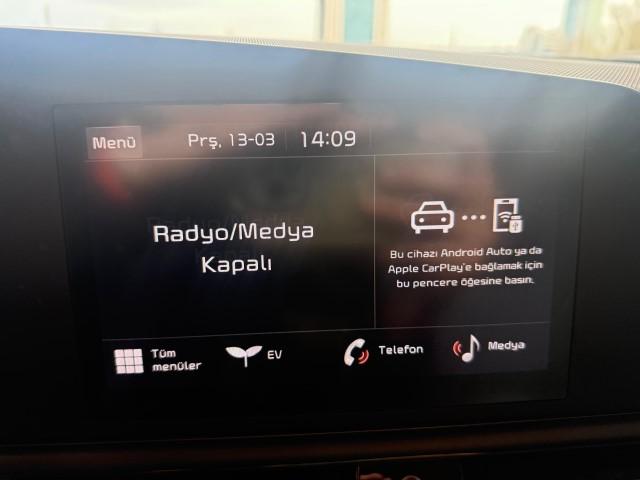 Menü
Prş, 13-03
14:09
Radyo/Medya
Kapalı
Bu cihazı Android Auto ya da
Apple CarPlay'e bağlamak için
bu pencere öğesine basın.
Tüm
menüler
EV
Telefon
Medya